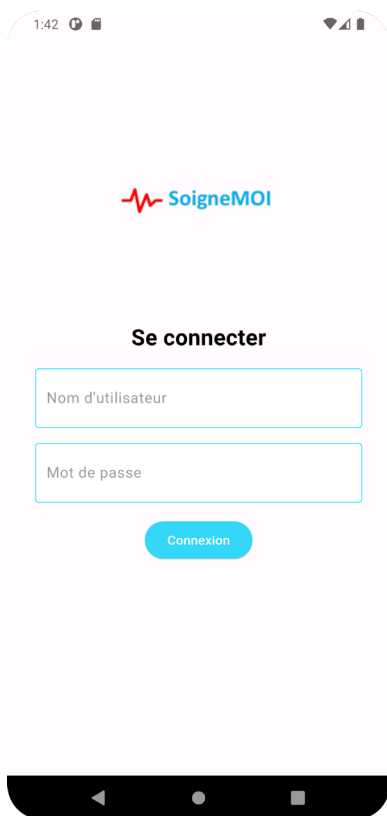 1:42
SoigneMOI
Se connecter
Nom d'utilisateur
Mot de passe
Connexion